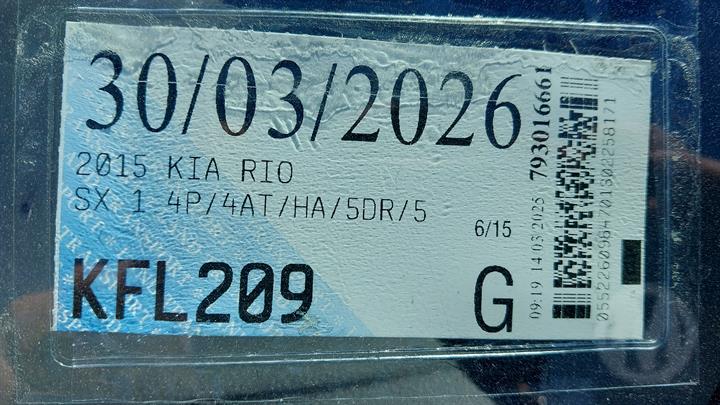 30/03/2026
2015 KIA RIO
SX 1 4P/4AT/HA/5DR/5
6/15
KFL209
G
793016661
09:19 14 03 2025